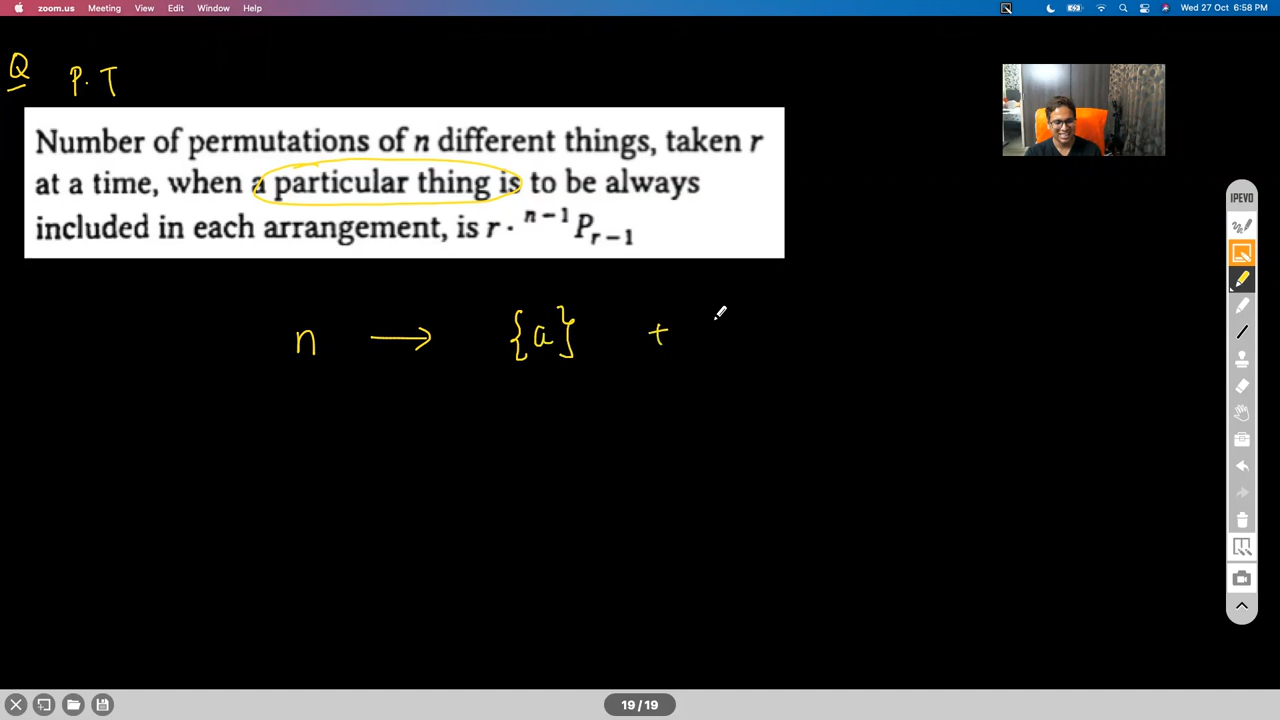 zoom.us Meeting View Edit Window Help Wed 27 Oct 6:58 PM
Q P.T
Number of permutations of n different things, taken r
at a time, when a particular thing is to be always
included in each arrangement, is r · ⁿ⁻¹Pᵣ₋₁
IPEVO
n → {a} +
19/19